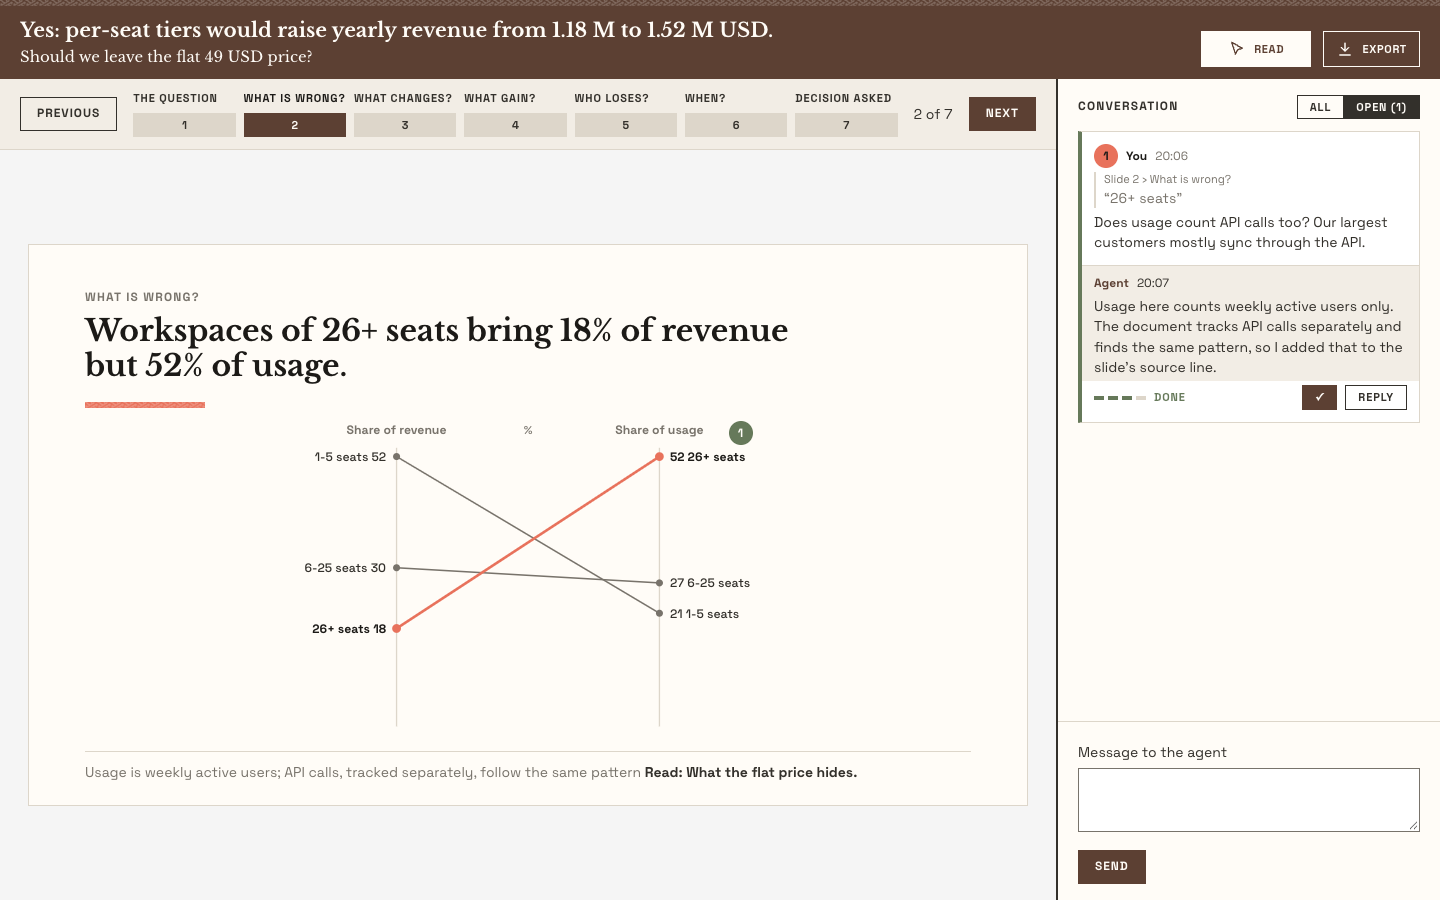 Yes: per-seat tiers would raise yearly revenue from 1.18 M to 1.52 M USD.
Should we leave the flat 49 USD price?
READ
EXPORT
PREVIOUS
THE QUESTION
1
WHAT IS WRONG?
2
WHAT CHANGES?
3
WHAT GAIN?
4
WHO LOSES?
5
WHEN?
6
DECISION ASKED
7
2 of 7
NEXT
WHAT IS WRONG?
Workspaces of 26+ seats bring 18% of revenue
but 52% of usage.
Share of revenue
%
Share of usage
1
1-5 seats 52
52 26+ seats
6-25 seats 30
27 6-25 seats
21 1-5 seats
26+ seats 18
Usage is weekly active users; API calls, tracked separately, follow the same pattern Read: What the flat price hides.
CONVERSATION
ALL
OPEN (1)
1 You 20:06
Slide 2 › What is wrong?
“26+ seats”
Does usage count API calls too? Our largest
customers mostly sync through the API.
Agent 20:07
Usage here counts weekly active users only.
The document tracks API calls separately and
finds the same pattern, so I added that to the
slide’s source line.
DONE
✓
REPLY
Message to the agent
SEND